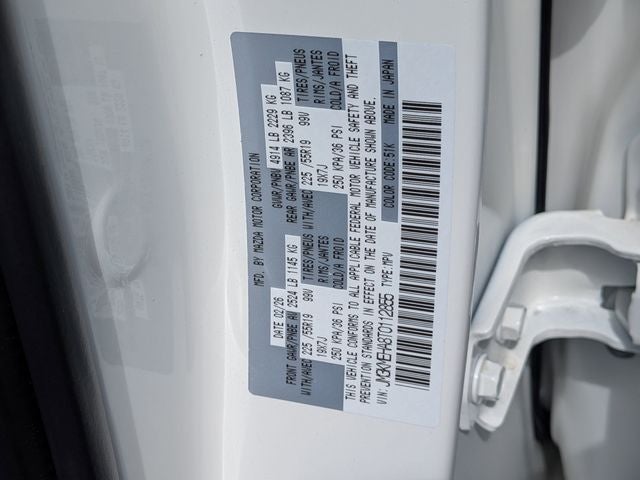 MFD. BY MAZDA MOTOR CORPORATION
DATE 02/26 GVWR/PNBV 4914 LB 2229 KG
FRONT GAWR/PNBE AV 2524 LB 1145 KG REAR GAWR/PNBE AR 2396 LB 1087 KG
WITH/AVEC TIRES/PNEUS RIMS/JANTES COLD/A FROID WITH/AVEC TIRES/PNEUS RIMS/JANTES COLD/A FROID
225 /55R19 99V 225 /55R19 99V
19X7J 19X7J
250 KPA/36 PSI 250 KPA/36 PSI
THIS VEHICLE CONFORMS TO ALL APPLICABLE FEDERAL MOTOR VEHICLE SAFETY AND THEFT
PREVENTION STANDARDS IN EFFECT ON THE DATE OF MANUFACTURE SHOWN ABOVE.
VIN: TYPE:MPV COLOR CODE:51K MADE IN JAPAN